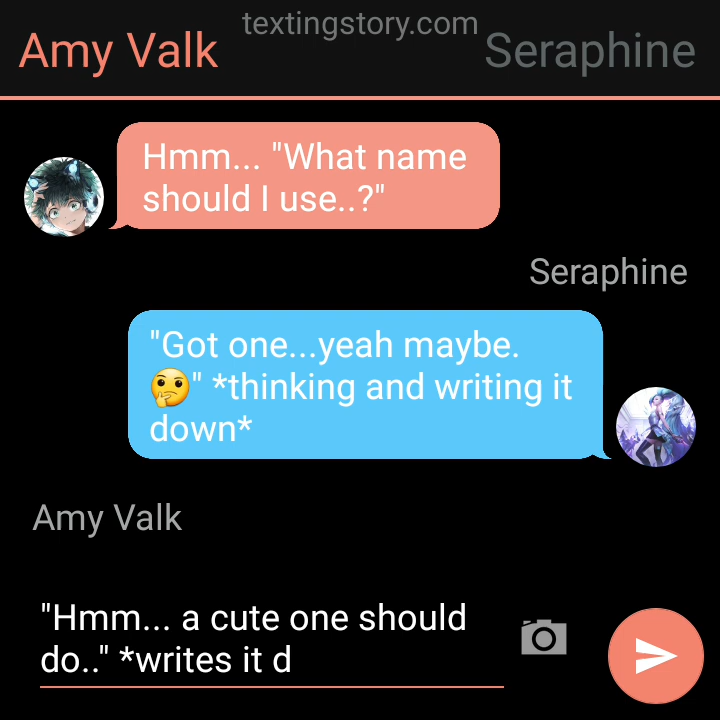 textingstory.com
Amy Valk
Seraphine
Hmm... "What name
should I use..?"
Seraphine
"Got one...yeah maybe.
🤔" *thinking and writing it
down*
Amy Valk
"Hmm... a cute one should
do.." *writes it d